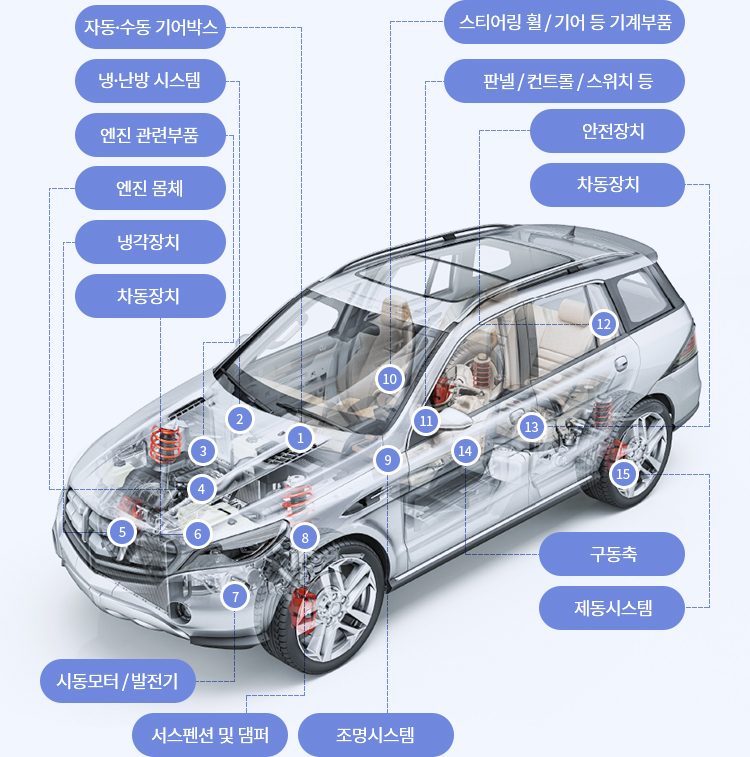 자동·수동 기어박스
냉·난방 시스템
엔진 관련부품
엔진 몸체
냉각장치
차동장치
스티어링 휠 / 기어 등 기계부품
판넬 / 컨트롤 / 스위치 등
안전장치
차동장치
12
10
11
2
13
1
3
14
9
15
4
5
6
8
7
구동축
제동시스템
시동모터 / 발전기
서스펜션 및 댐퍼
조명시스템